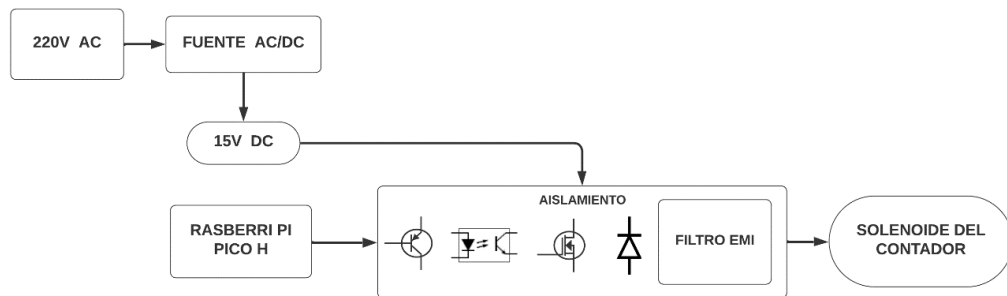 220V AC
FUENTE AC/DC
15V DC
AISLAMIENTO
RASBERRI PI
PICO H
FILTRO EMI
SOLENOIDE DEL
CONTADOR